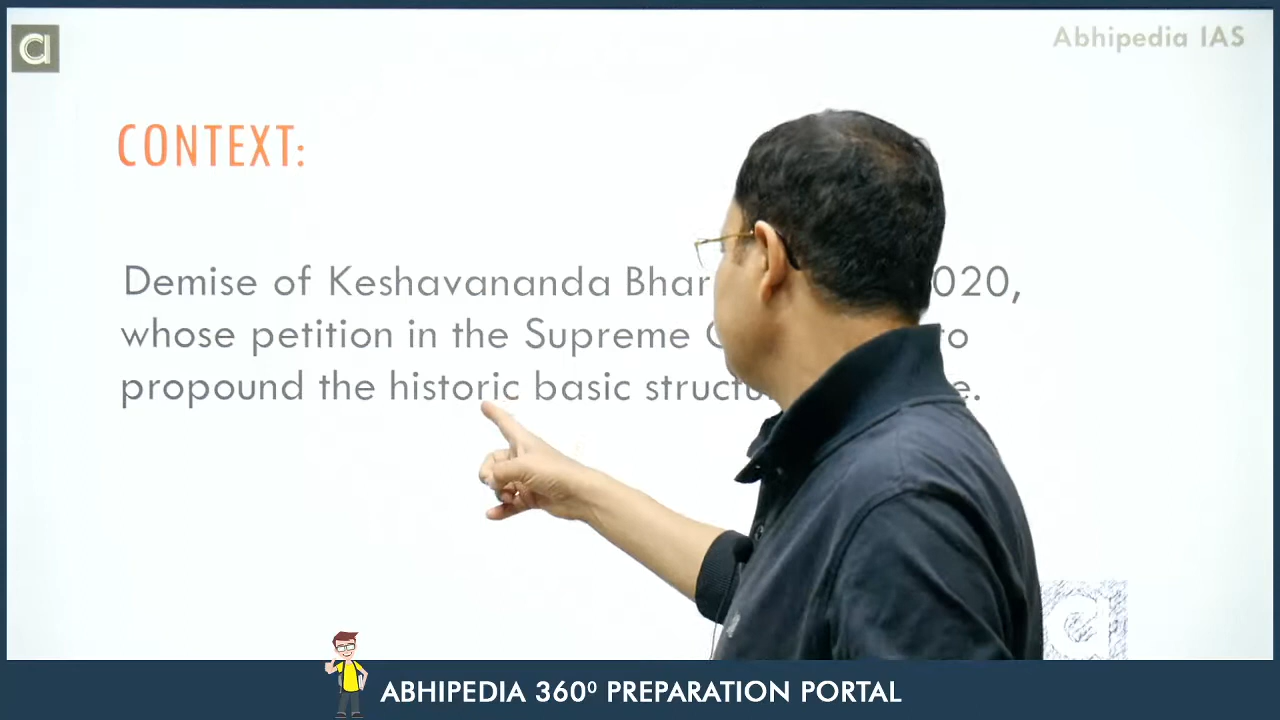 Abhipedia IAS
CONTEXT:
Demise of Keshavananda Bhar 020,
whose petition in the Supreme to
propound the historic basic structu e.
ABHIPEDIA 360⁰ PREPARATION PORTAL